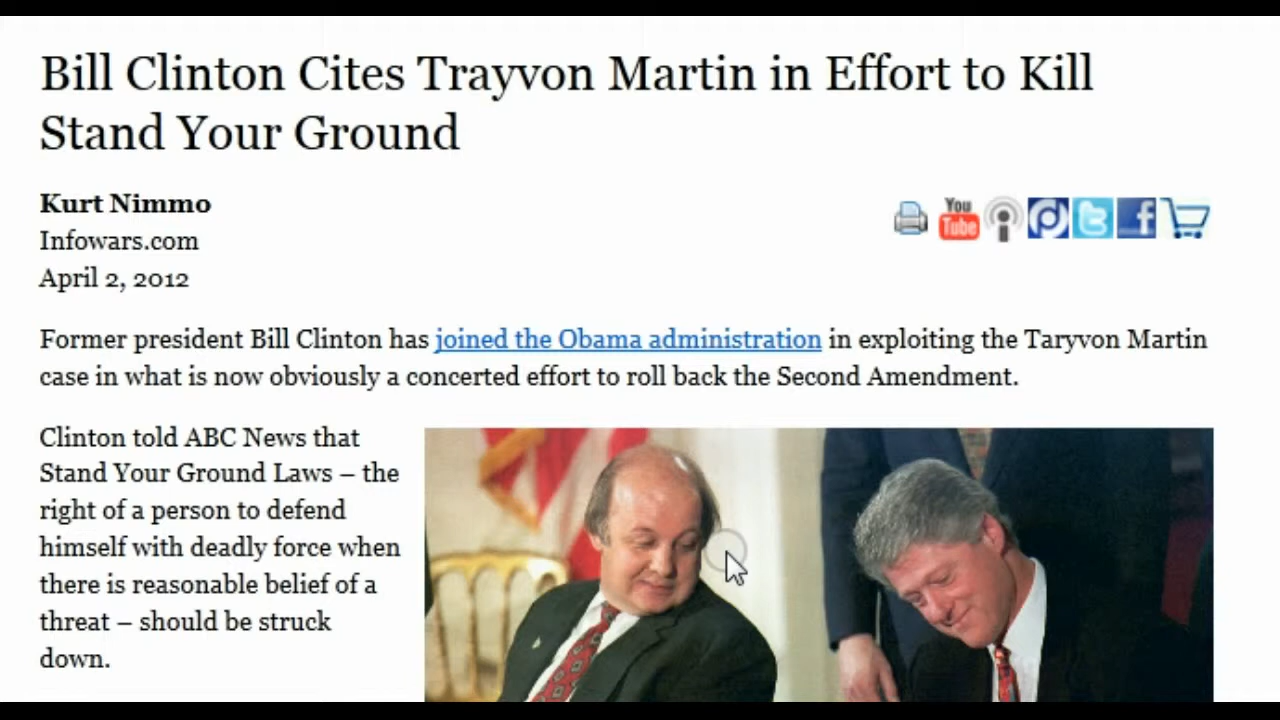 Bill Clinton Cites Trayvon Martin in Effort to Kill
Stand Your Ground
Kurt Nimmo
Infowars.com
April 2, 2012
You
Tube
Former president Bill Clinton has joined the Obama administration in exploiting the Taryvon Martin
case in what is now obviously a concerted effort to roll back the Second Amendment.
Clinton told ABC News that
Stand Your Ground Laws – the
right of a person to defend
himself with deadly force when
there is reasonable belief of a
threat – should be struck
down.